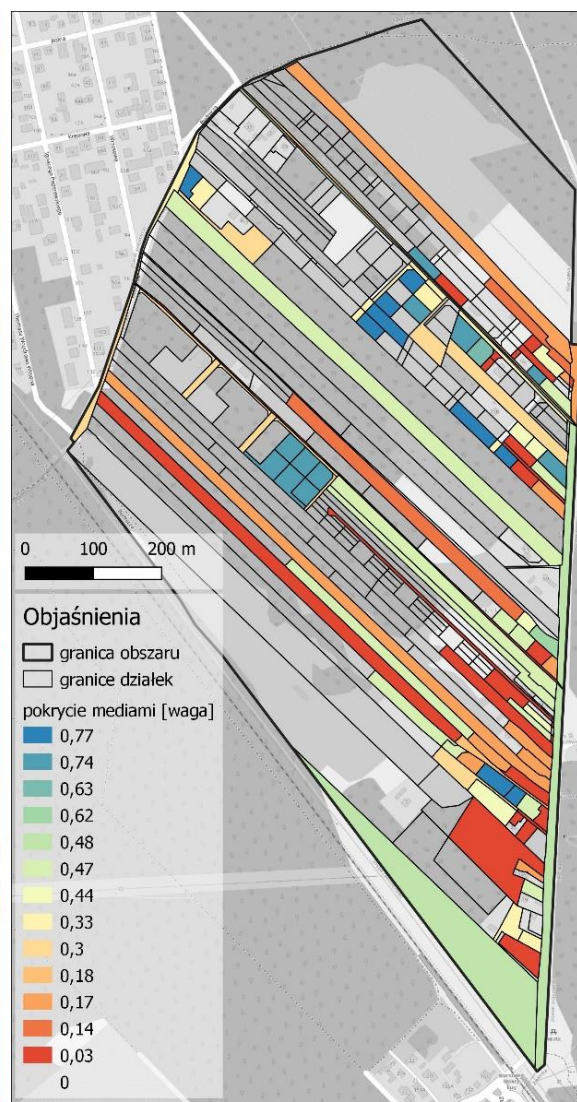 0 100 200 m
Objaśnienia
granica obszaru
granice działek
pokrycie mediami [waga]
0,77
0,74
0,63
0,62
0,48
0,47
0,44
0,33
0,3
0,18
0,17
0,14
0,03
0